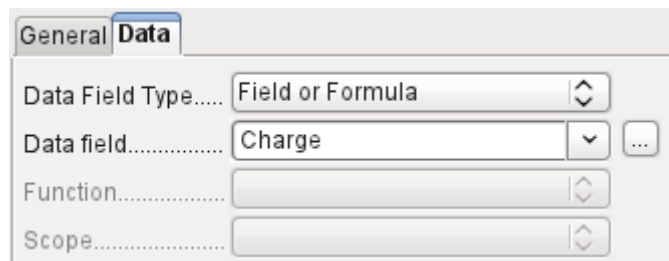 General Data
Data Field Type..... Field or Formula
Data field................ Charge ...
Function..................
Scope......................